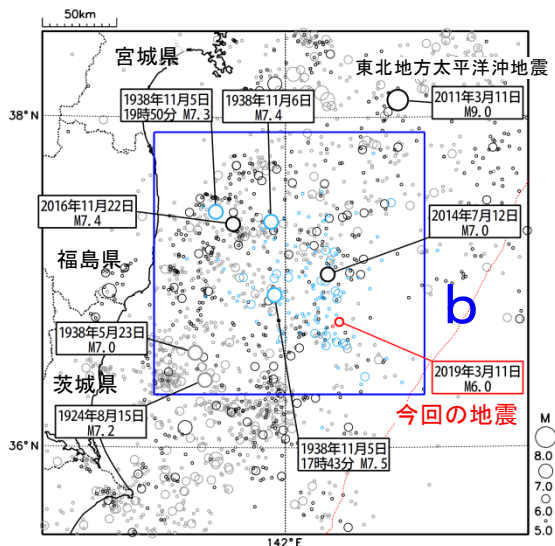 50km
宮城県
東北地方太平洋沖地震
38°N
1938年11月5日
19時50分 M7.3
1938年11月6日
M7.4
2011年3月11日
M9.0
2016年11月22日
M7.4
2014年7月12日
M7.0
福島県
b
1938年5月23日
M7.0
2019年3月11日
M6.0
茨城県
今回の地震
1924年8月15日
M7.2
1938年11月5日
17時43分 M7.5
36°N
M
8.0
7.0
6.0
5.0
142°E